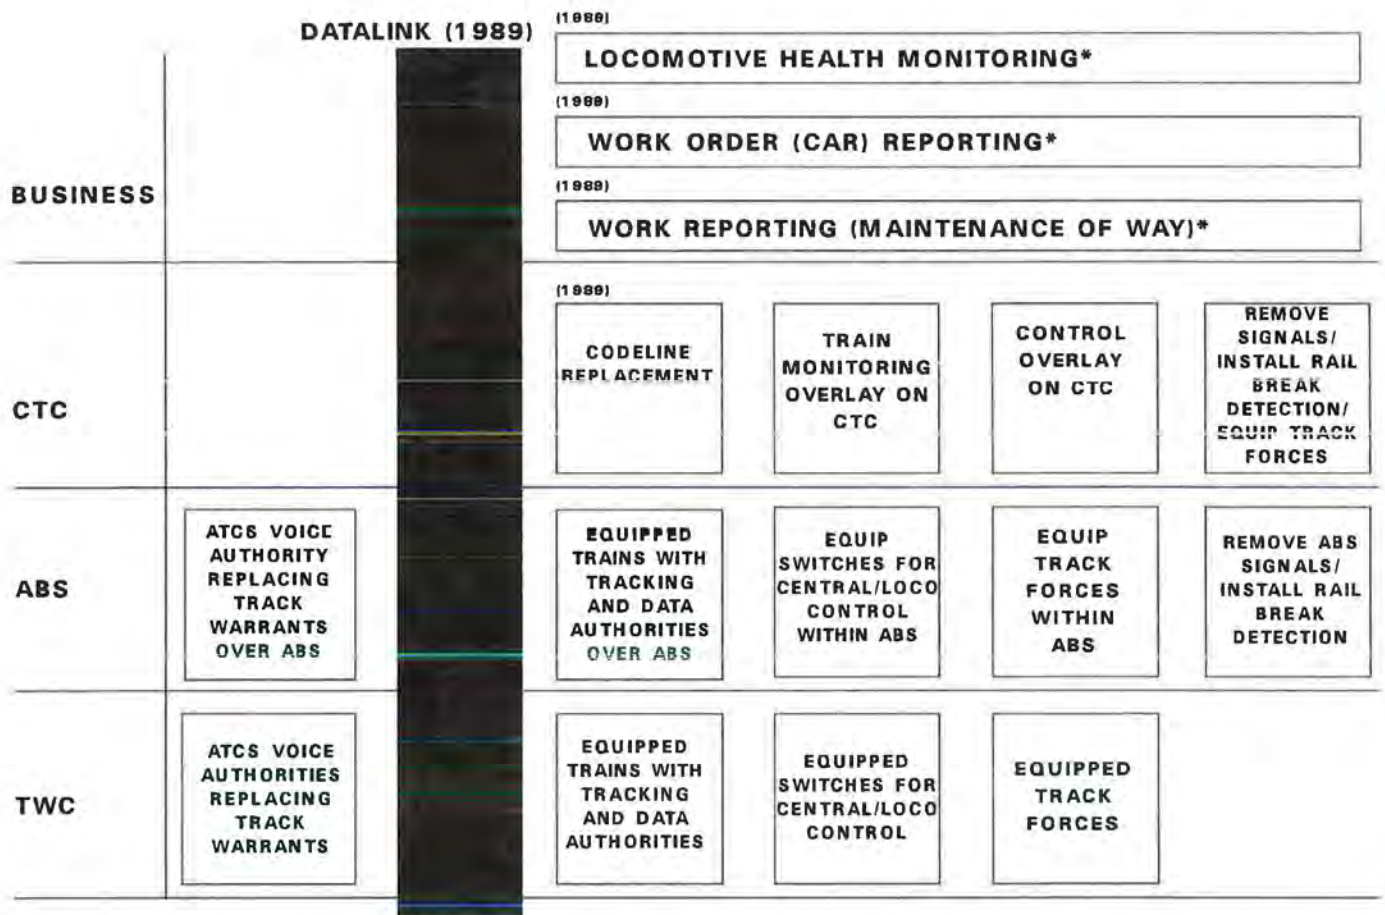 DATALINK (1989)
(1989)
LOCOMOTIVE HEALTH MONITORING*
(1989)
WORK ORDER (CAR) REPORTING*
BUSINESS
(1989)
WORK REPORTING (MAINTENANCE OF WAY)*
CTC
(1989)
CODELINE
REPLACEMENT
TRAIN
MONITORING
OVERLAY ON
CTC
CONTROL
OVERLAY
ON CTC
REMOVE
SIGNALS/
INSTALL RAIL
BREAK
DETECTION/
EQUIP TRACK
FORCES
ABS
ATCS VOICE
AUTHORITY
REPLACING
TRACK
WARRANTS
OVER ABS
EQUIPPED
TRAINS WITH
TRACKING
AND DATA
AUTHORITIES
OVER ABS
EQUIP
SWITCHES FOR
CENTRAL/LOCO
CONTROL
WITHIN ABS
EQUIP
TRACK
FORCES
WITHIN
ABS
REMOVE ABS
SIGNALS/
INSTALL RAIL
BREAK
DETECTION
TWC
ATCS VOICE
AUTHORITIES
REPLACING
TRACK
WARRANTS
EQUIPPED
TRAINS WITH
TRACKING
AND DATA
AUTHORITIES
EQUIPPED
SWITCHES FOR
CENTRAL/LOCO
CONTROL
EQUIPPED
TRACK
FORCES